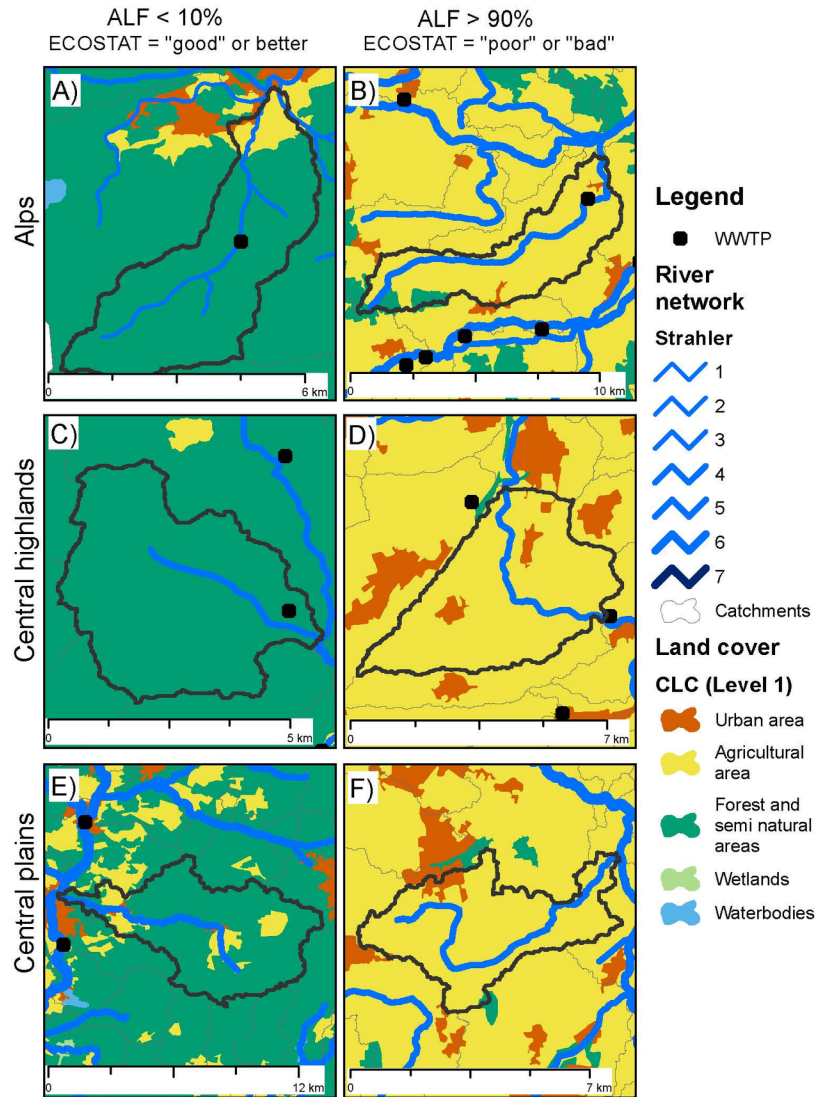 ALF < 10%
ECOSTAT = "good" or better
ALF > 90%
ECOSTAT = "poor" or "bad"
Alps
A)
0
6 km
B)
0
10 km
Central highlands
C)
0
5 km
D)
0
7 km
Central plains
E)
0
12 km
F)
0
7 km
Legend
WWTP
River
network
Strahler
1
2
3
4
5
6
7
Catchments
Land cover
CLC (Level 1)
Urban area
Agricultural
area
Forest and
semi natural
areas
Wetlands
Waterbodies